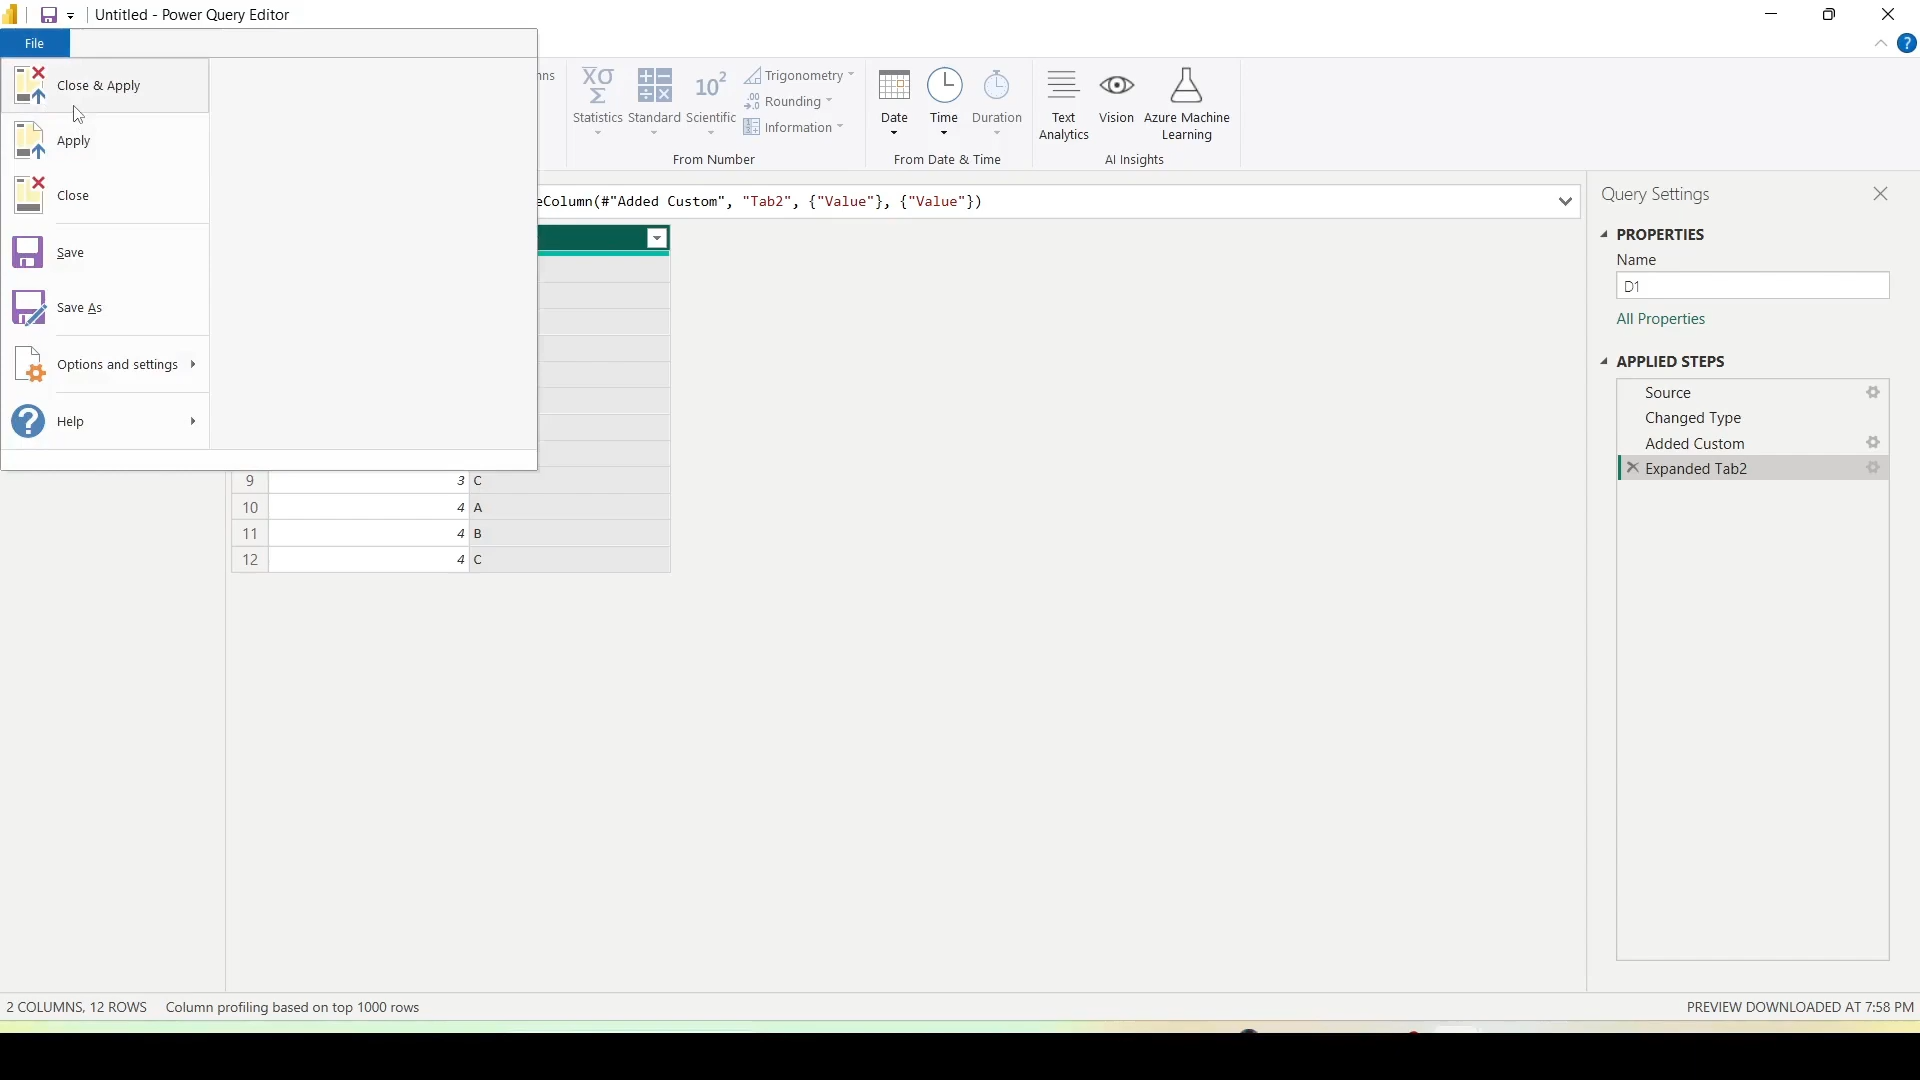 Untitled - Power Query Editor
File
Close & Apply
Apply
Close
Save
Save As
Options and settings
Help
Statistics
Standard
Scientific
10²
Trigonometry
.00 Rounding
Information
From Number
Date
Time
Duration
From Date & Time
Text Analytics
Vision
Azure Machine Learning
AI Insights
(#"Added Custom", "Tab2", {"Value"}, {"Value"})
9 3 C
10 4 A
11 4 B
12 4 C
Query Settings
PROPERTIES
Name
D1
All Properties
APPLIED STEPS
Source
Changed Type
Added Custom
Expanded Tab2
2 COLUMNS, 12 ROWS
Column profiling based on top 1000 rows
PREVIEW DOWNLOADED AT 7:58 PM